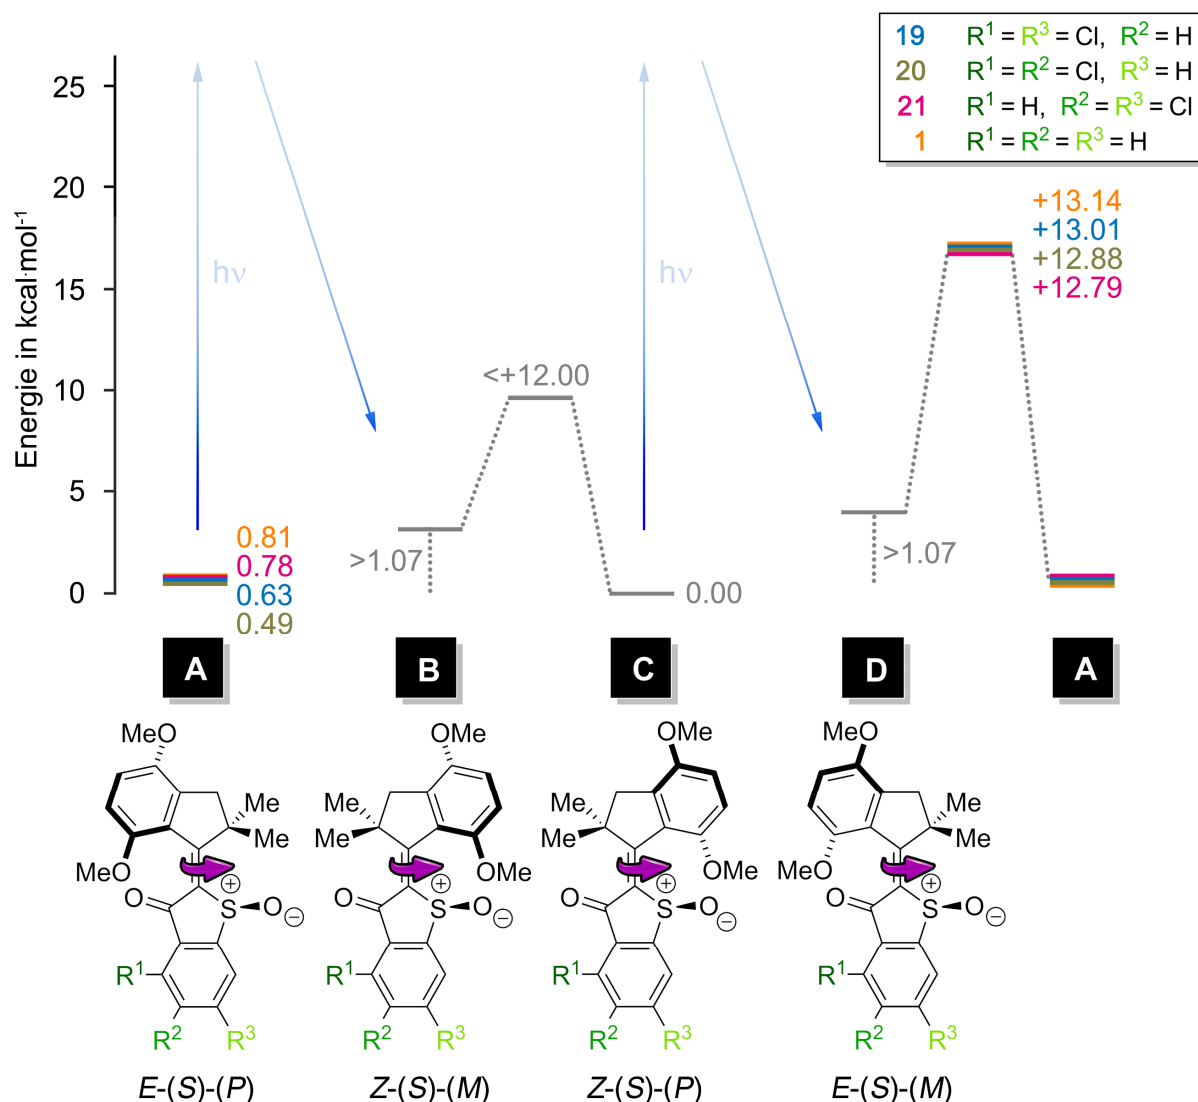 19 R¹ = R³ = Cl, R² = H
20 R¹ = R² = Cl, R³ = H
21 R¹ = H, R² = R³ = Cl
1 R¹ = R² = R³ = H
Energie in kcal·mol⁻¹
25
20
15
10
5
0
hν
hν
+13.14
+13.01
+12.88
+12.79
<+12.00
>1.07
>1.07
0.81
0.78
0.63
0.49
0.00
A
B
C
D
A
MeO
Me
Me
MeO
O
S
⊕
O
⊖
R¹
R²
R³
E-(S)-(P)
MeO
Me
Me
OMe
O
S
⊕
O
⊖
R¹
R²
R³
Z-(S)-(M)
OMe
Me
Me
OMe
O
S
⊕
O
⊖
R¹
R²
R³
Z-(S)-(P)
MeO
Me
Me
MeO
O
S
⊕
O
⊖
R¹
R²
R³
E-(S)-(M)